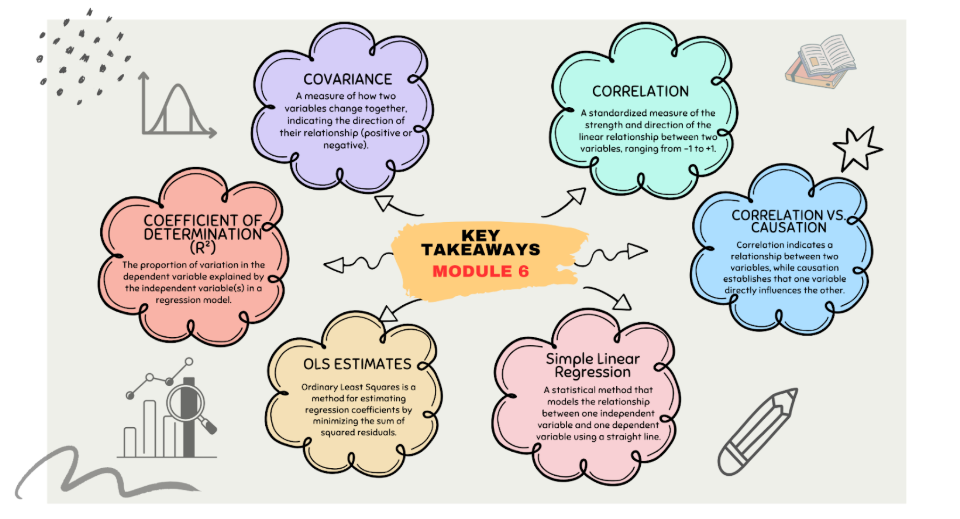 COVARIANCE
A measure of how two
variables change together,
indicating the direction of
their relationship (positive or
negative).
CORRELATION
A standardized measure of the
strength and direction of the
linear relationship between two
variables, ranging from -1 to +1.
COEFFICIENT OF
DETERMINATION
(R²)
The proportion of variation in the
dependent variable explained by
the independent variable(s) in a
regression model.
KEY
TAKEAWAYS
MODULE 6
CORRELATION VS.
CAUSATION
Correlation indicates a
relationship between two
variables, while causation
establishes that one variable
directly influences the other.
OLS ESTIMATES
Ordinary Least Squares is a
method for estimating
regression coefficients by
minimizing the sum of
squared residuals.
Simple Linear
Regression
A statistical method that
models the relationship
between one independent
variable and one dependent
variable using a straight line.